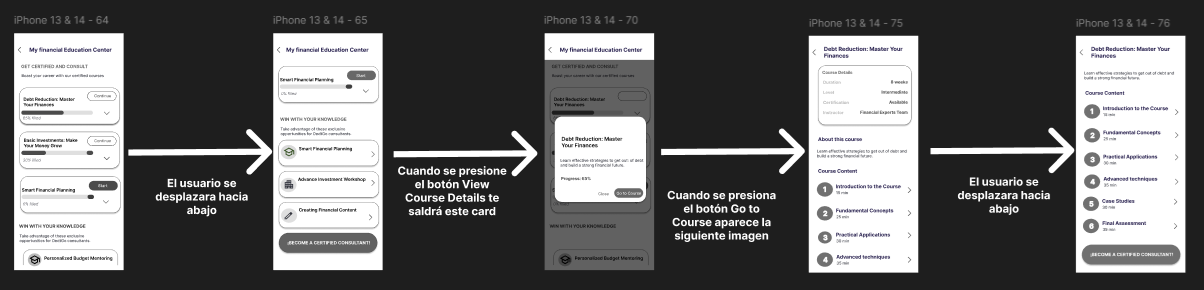 iPhone 13 & 14 - 64
My financial Education Center
GET CERTIFIED AND CONSULT
Boost your career with our certified courses
Debt Reduction: Master
Your Finances
Continue
65% filled
Basic Investments: Make
Your Money Grow
Continue
30% filled
Smart Financial Planning
Start
0% filled
WIN WITH YOUR KNOWLEDGE
Take advantage of these exclusive
opportunities for GetEdx consultants.
Personalized Budget Mentoring
El usuario se
desplazara hacia
abajo
iPhone 13 & 14 - 65
My financial Education Center
Smart Financial Planning
Start
0% filled
WIN WITH YOUR KNOWLEDGE
Take advantage of these exclusive
opportunities for
consultants.
Smart Financial Planning
Advance Investment Workshop
Creating Financial Content
¡BECOME A CERTIFIED CONSULTANT!
Cuando se presione
el botón View
Course Details te
saldrá este card
iPhone 13 & 14 - 70
My financial Education Center
GET CERTIFIED AND CONSULT
Boost your career with our certified courses
Debt Reduction: Master
Your Finances
Debt Reduction: Master
Your Finances
Learn effective strategies to get out of debt
and build a strong financial future.
Progress: 65%
Close
Go to Course
WIN WITH YOUR KNOWLEDGE
Take advantage of these exclusive
opportunities for
consultants.
Personalized Budget Mentoring
Cuando se presiona
el botón Go to
Course aparece la
siguiente imagen
iPhone 13 & 14 - 75
Debt Reduction: Master Your
Finances
Course Details
Duration 8 weeks
Level Intermediate
Certification Available
Instructor Financial Experts Team
About this course
Learn effective strategies to get out of debt and
build a strong financial future.
Course Content
1 Introduction to the Course
15 min
2 Fundamental Concepts
25 min
3 Practical Applications
30 min
4 Advanced techniques
35 min
El usuario se
desplazara hacia
abajo
iPhone 13 & 14 - 76
Debt Reduction: Master Your
Finances
Learn effective strategies to get out of debt and
build a strong financial future.
Course Content
1 Introduction to the Course
15 min
2 Fundamental Concepts
25 min
3 Practical Applications
30 min
4 Advanced techniques
35 min
5 Case Studies
30 min
6 Final Assessment
38 min
¡BECOME A CERTIFIED CONSULTANT!